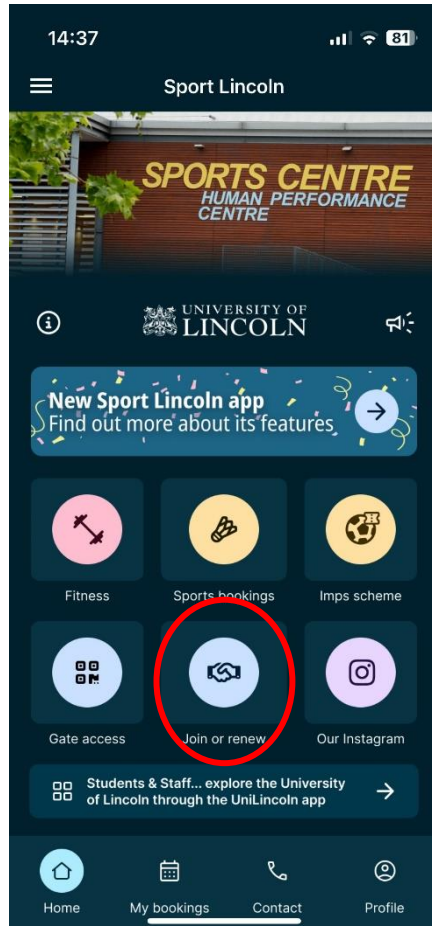 14:37
81
Sport Lincoln
SPORTS CENTRE
HUMAN PERFORMANCE
CENTRE
UNIVERSITY OF
LINCOLN
New Sport Lincoln app
Find out more about its features
Fitness
Sports bookings
Imps scheme
Gate access
Join or renew
Our Instagram
Students & Staff... explore the University
of Lincoln through the UniLincoln app
Home
My bookings
Contact
Profile